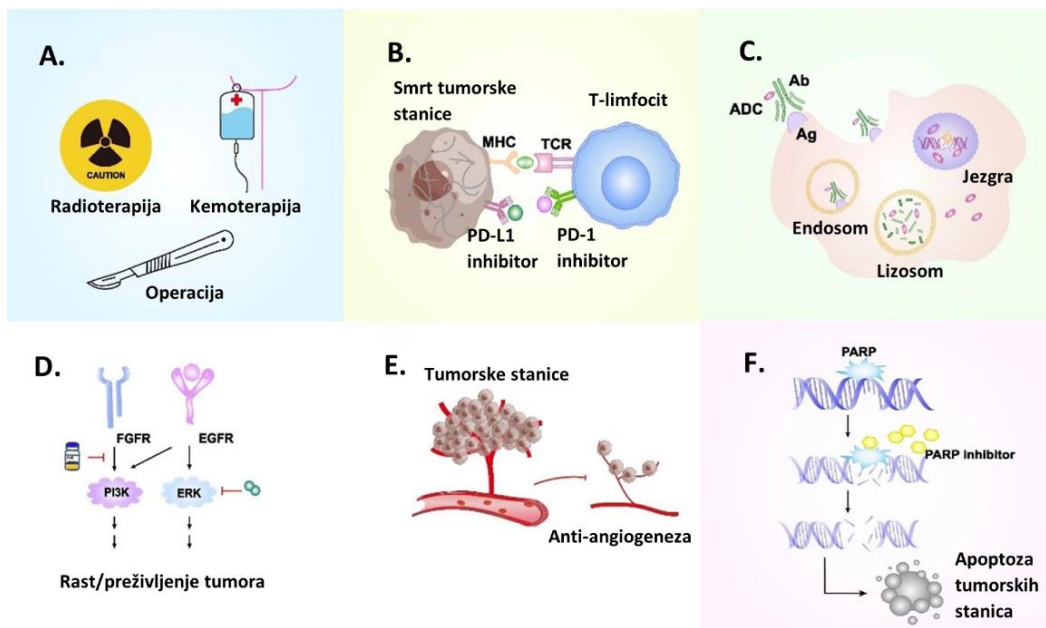 A.
CAUTION
Radioterapija
Kemoterapija
Operacija
B.
Smrt tumorske
stanice
T-limfocit
MHC
TCR
PD-L1
inhibitor
PD-1
inhibitor
C.
Ab
ADC
Ag
Jezgra
Endosom
Lizosom
D.
FGFR
EGFR
PI3K
ERK
Rast/preživljenje tumora
E.
Tumorske stanice
Anti-angiogeneza
F.
PARP
PARP inhibitor
Apoptoza
tumorskih
stanica